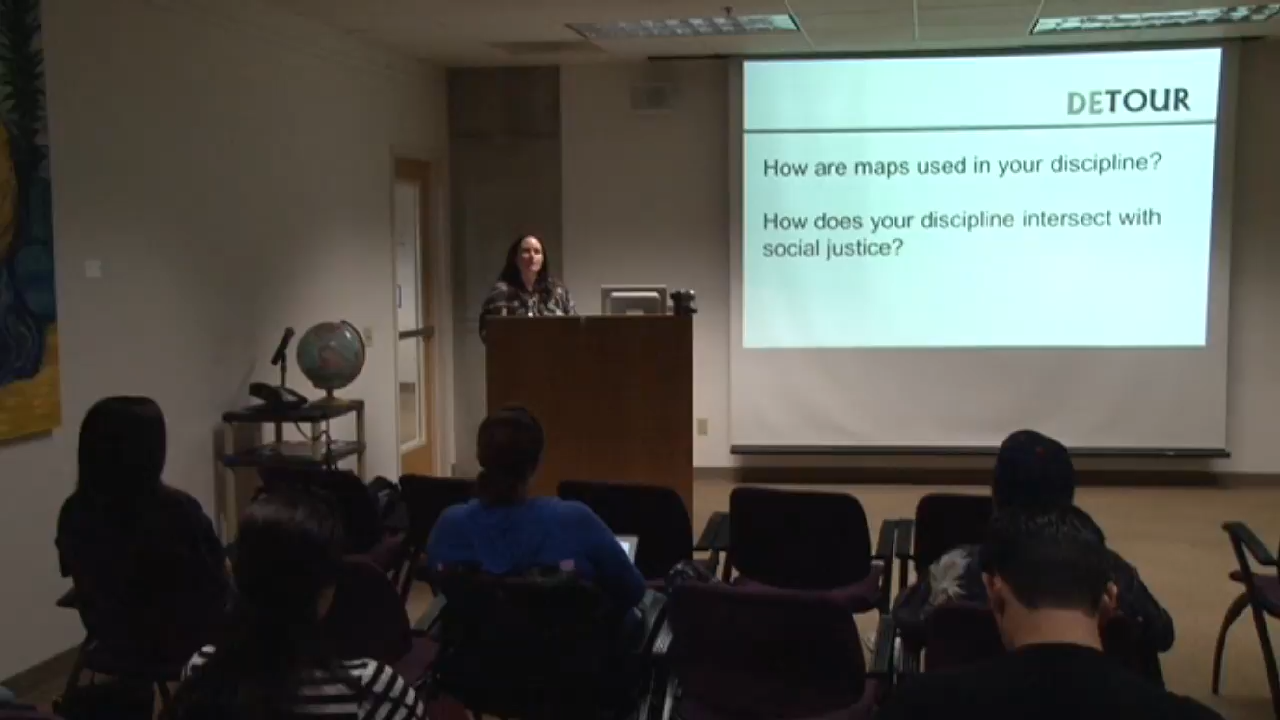 DETOUR
How are maps used in your discipline?
How does your discipline intersect with
social justice?